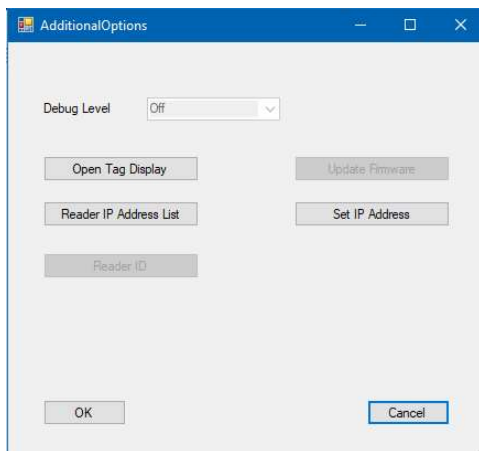 AdditionalOptions
Debug Level Off
Open Tag Display Update Firmware
Reader IP Address List Set IP Address
Reader ID
OK Cancel